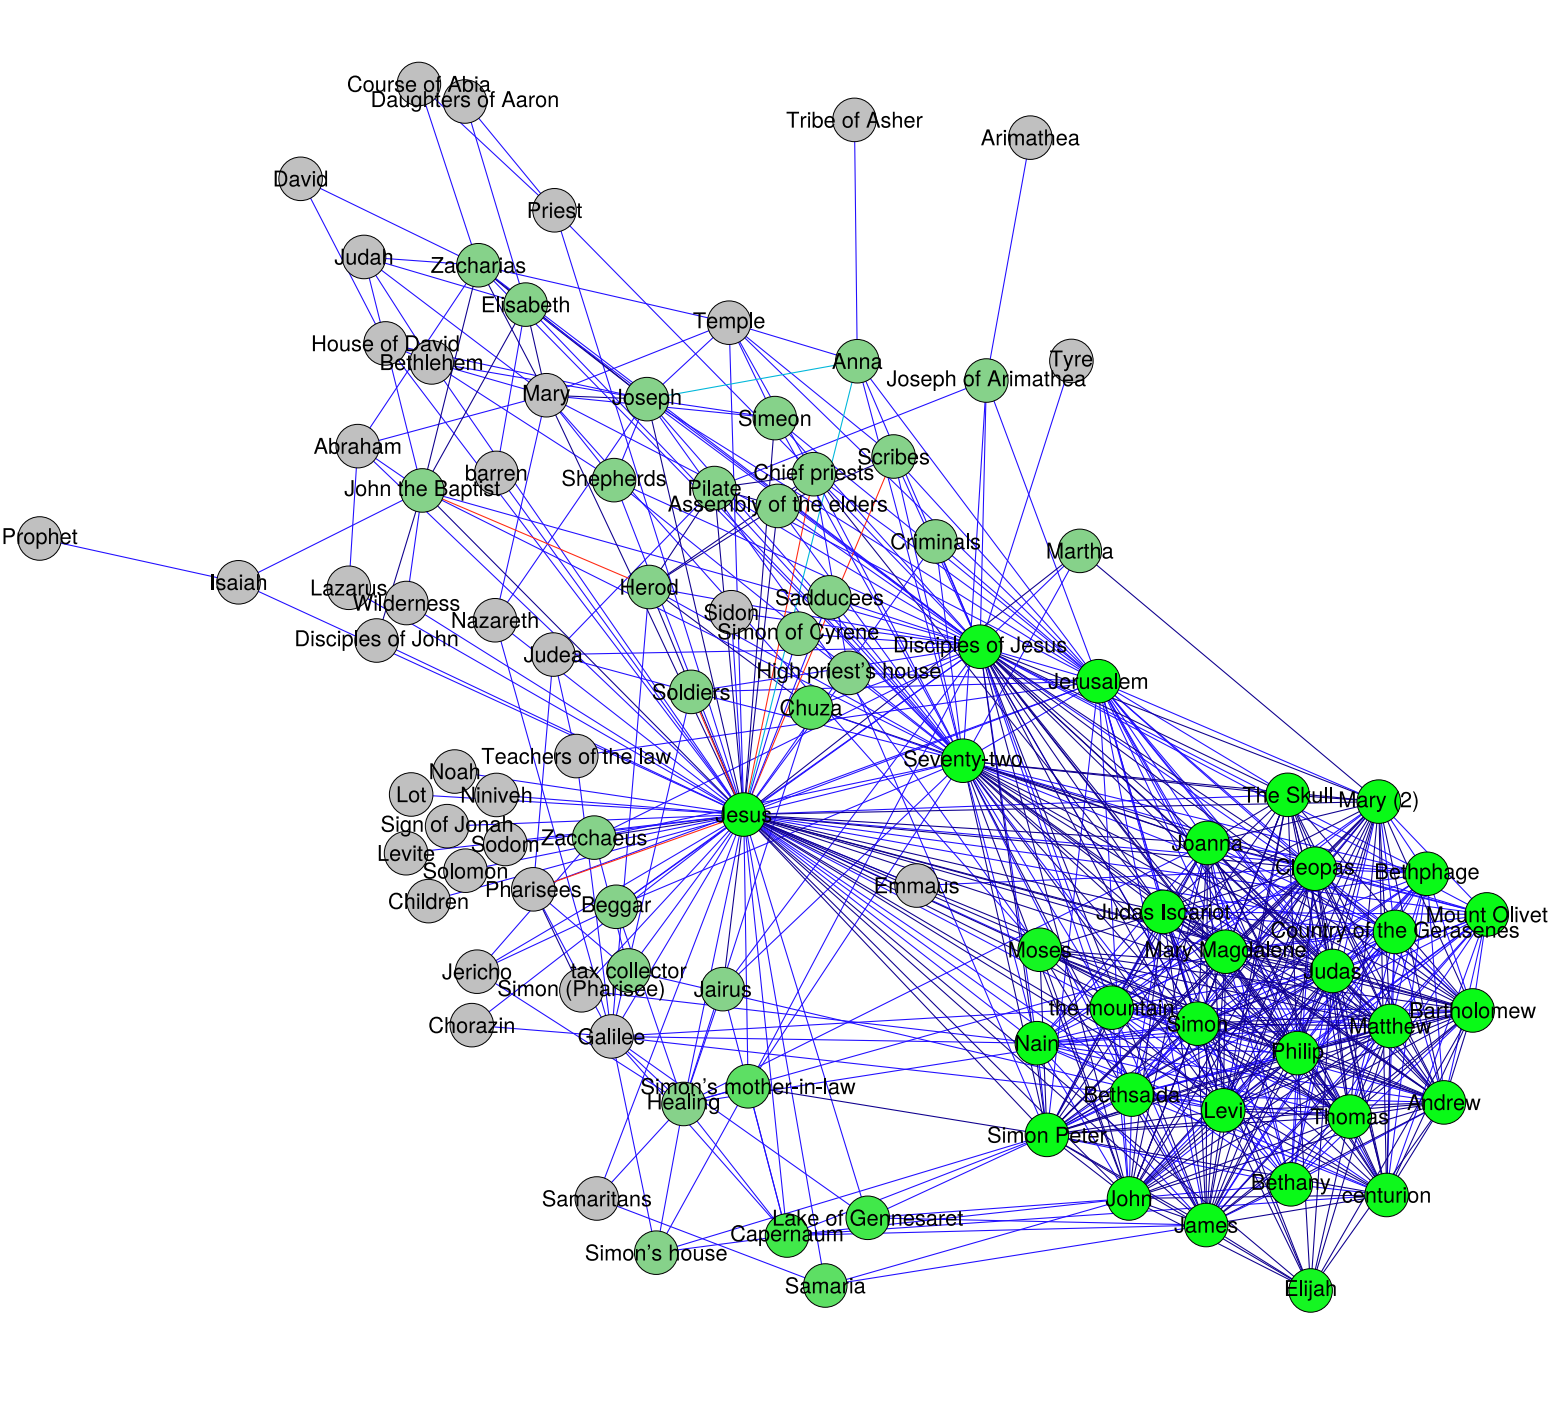 Course of Abia
Daughters of Aaron
Tribe of Asher
Arimathea
David
Priest
Judah
Zacharias
Elisabeth
Temple
House of David
Bethlehem
Anna
Tyre
Joseph of Arimathea
Mary
Joseph
Simeon
Abraham
Scribes
barren
Chief priests
Shepherds
John the Baptist
Pilate
Assembly of the elders
Prophet
Criminals
Martha
Isaiah
Lazarus
Herod
Wilderness
Sadducees
Sidon
Nazareth
Simon of Cyrene
Disciples of John
Disciples of Jesus
Judea
High priest's house
Jerusalem
Soldiers
Chuza
Teachers of the law
Seventy-two
Noah
Lot
Niniveh
The Skull
Mary (2)
Jesus
Sign of Jonah
Zacchaeus
Sodom
Joanna
Levite
Solomon
Cleopas
Bethphage
Children
Pharisees
Emmaus
Beggar
Judas Iscariot
Mount Olivet
Country of the Gerasenes
Moses
Mary Magdalene
Jericho
tax collector
Judas
Simon (Pharisee)
Jairus
the mountain
Bartholomew
Chorazin
Simon
Matthew
Galilee
Nain
Philip
Simon's mother-in-law
Healing
Bethsaida
Levi
Thomas
Andrew
Simon Peter
Samaritans
John
Bethany
centurion
Lake of Gennesaret
Capernaum
James
Simon's house
Samaria
Elijah